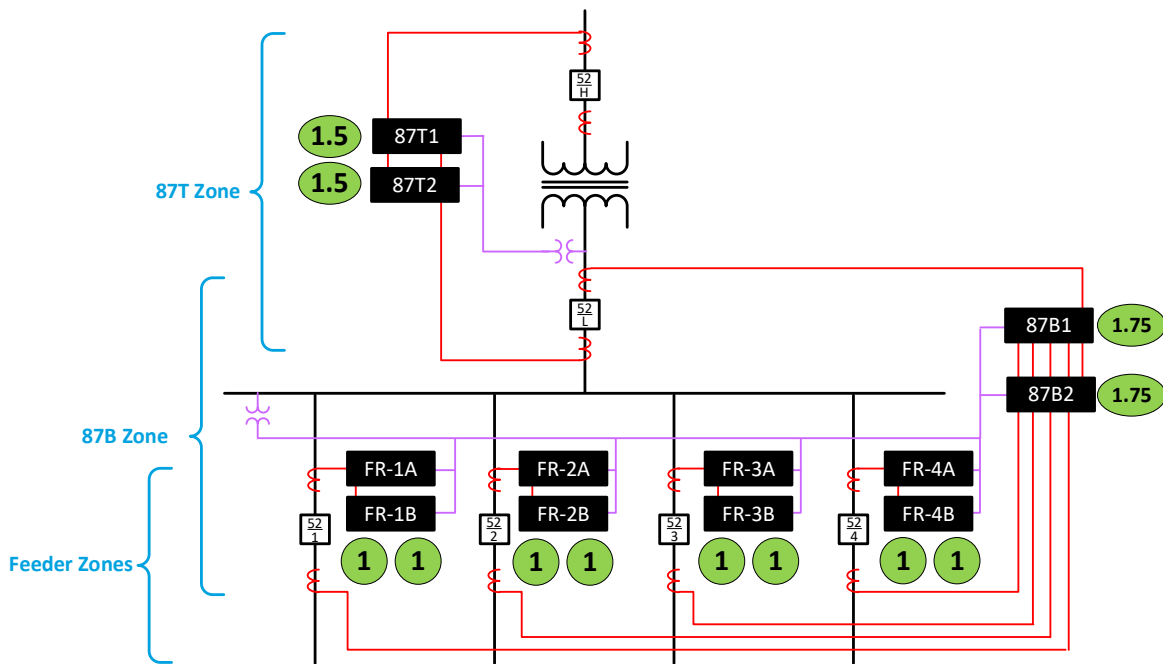 52
H
1.5
87T1
1.5
87T2
87T Zone
52
L
87B1
1.75
87B2
1.75
87B Zone
FR-1A
FR-2A
FR-3A
FR-4A
FR-1B
FR-2B
FR-3B
FR-4B
52
1
52
2
52
3
52
4
Feeder Zones
1 1
1 1
1 1
1 1